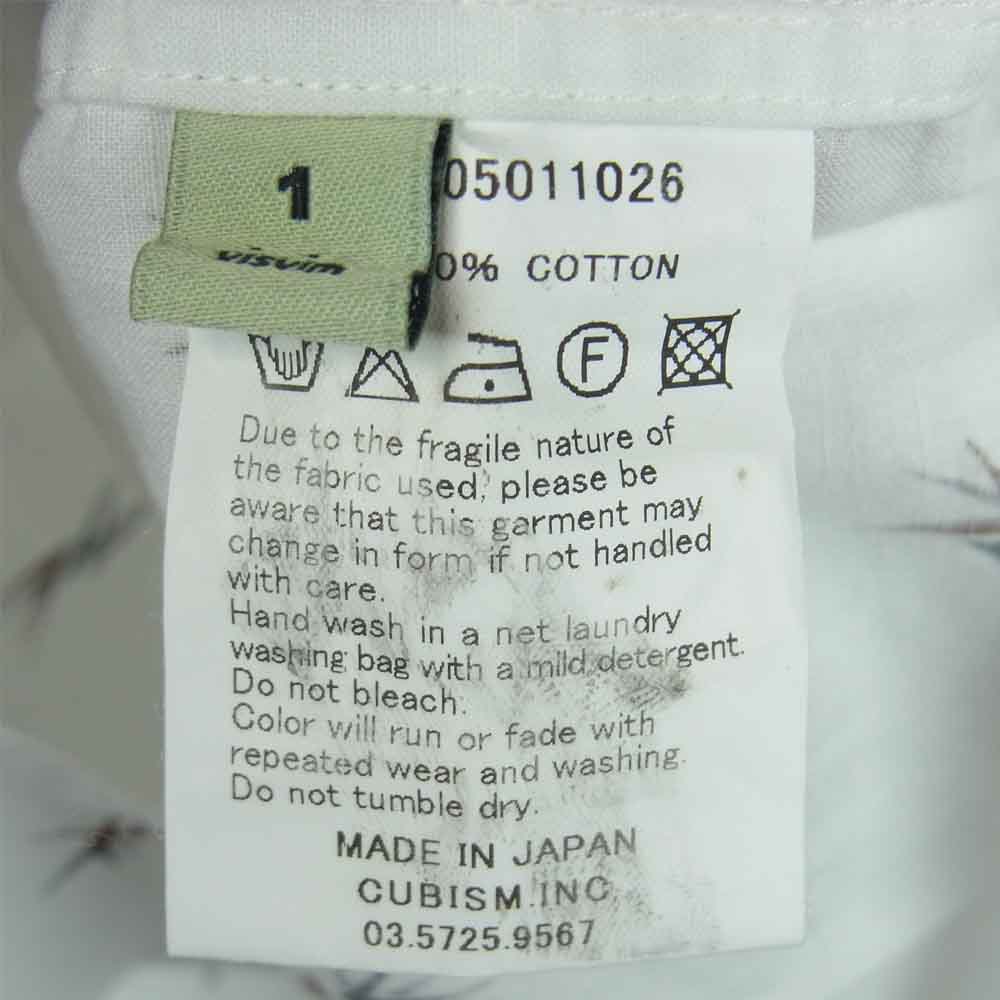 1
visvim
05011026
0% COTTON
F
Due to the fragile nature of
the fabric used, please be
aware that this garment may
change in form if not handled
with care.
Hand wash in a net laundry
washing bag with a mild detergent.
Do not bleach.
Color will run or fade with
repeated wear and washing.
Do not tumble dry.
MADE IN JAPAN
CUBISM.INC
03.5725.9567